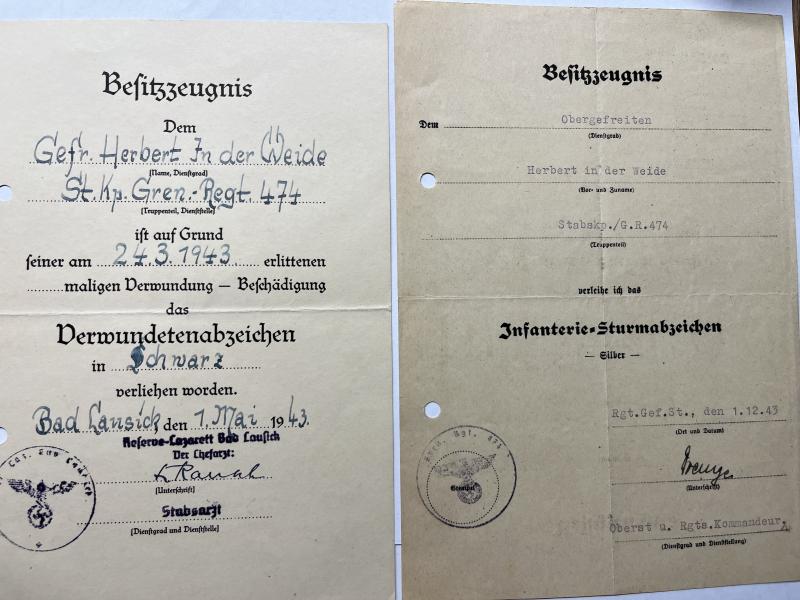 Besitzzeugnis
Dem
Gefr. Herbert In der Weide
(Name, Dienstgrad)
St.Kp. Gren.-Regt. 474
(Truppenteil, Dienststelle)
ist auf Grund
seiner am 24.3.1943. erlittenen
maligen Verwundung – Beschädigung
das
Verwundetenabzeichen
in Schwarz
verliehen worden.
Bad Lausick, den 1. Mai 1943.
Reserve-Lazarett Bad Lausick
Der Chefarzt:
(Unterschrift)
Stabsarzt
(Dienstgrad und Dienststelle)
Besitzzeugnis
Dem Obergefreiten
(Dienstgrad)
Herbert in der Weide
(Vor- und Zuname)
Stabskp./G.R.474
(Truppenteil)
verleihe ich das
Infanterie-Sturmabzeichen
— Silber —
Rgt.Gef.St., den 1.12.43
(Ort und Datum)
(Unterschrift)
Oberst u. Rgts.Kommandeur.
(Dienstgrad und Dienststellung)